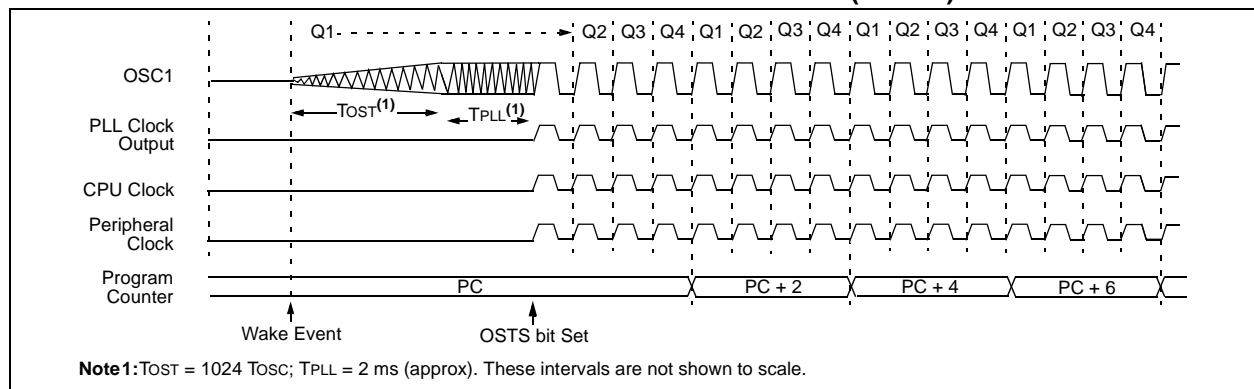 Q1 Q2 Q3 Q4 Q1 Q2 Q3 Q4 Q1 Q2 Q3 Q4 Q1 Q2 Q3 Q4
OSC1
TOST(1) TPLL(1)
PLL Clock
Output
CPU Clock
Peripheral
Clock
Program
Counter
PC PC + 2 PC + 4 PC + 6
Wake Event OSTS bit Set
Note1:TOST = 1024 TOSC; TPLL = 2 ms (approx). These intervals are not shown to scale.